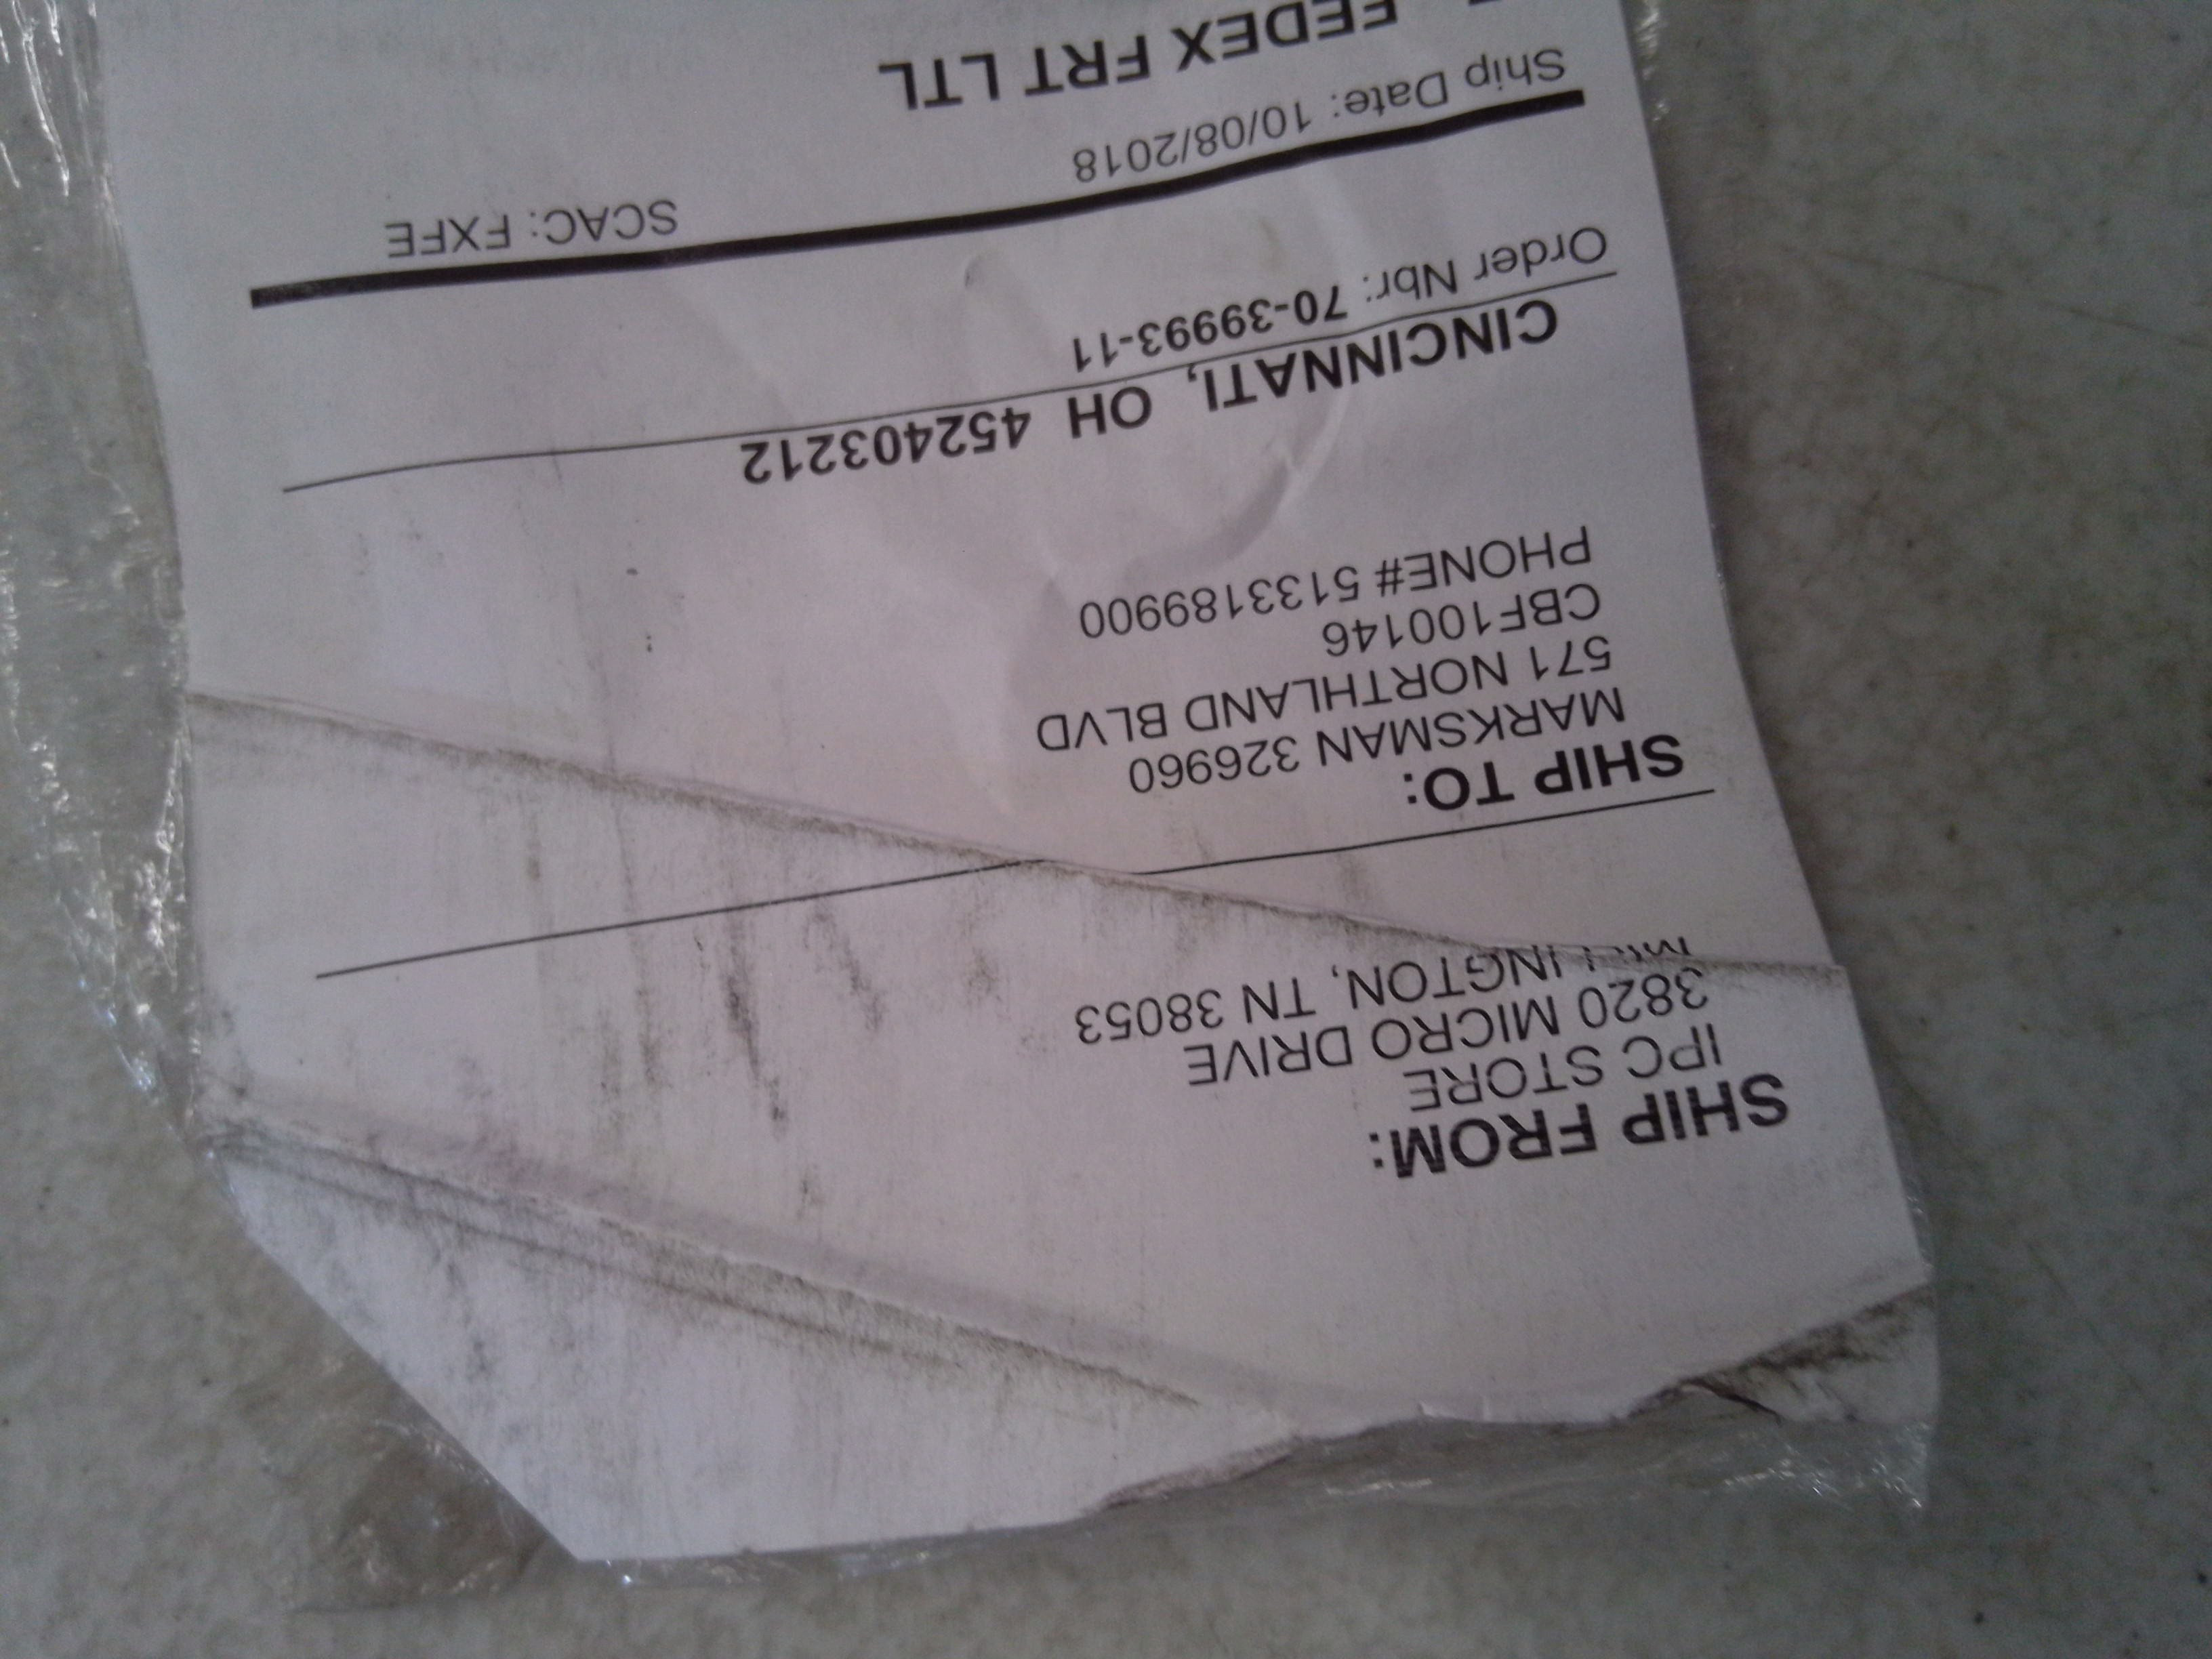 SHIP FROM:
IPC STORE
3820 MICRO DRIVE
MILLINGTON, TN 38053
SHIP TO:
MARKSMAN 326960
571 NORTHLAND BLVD
CBF100146
PHONE# 5133189900
CINCINNATI, OH 452403212
Order Nbr: 70-39993-11
SCAC: FXFE
Ship Date: 10/08/2018
FEDEX FRT LTL